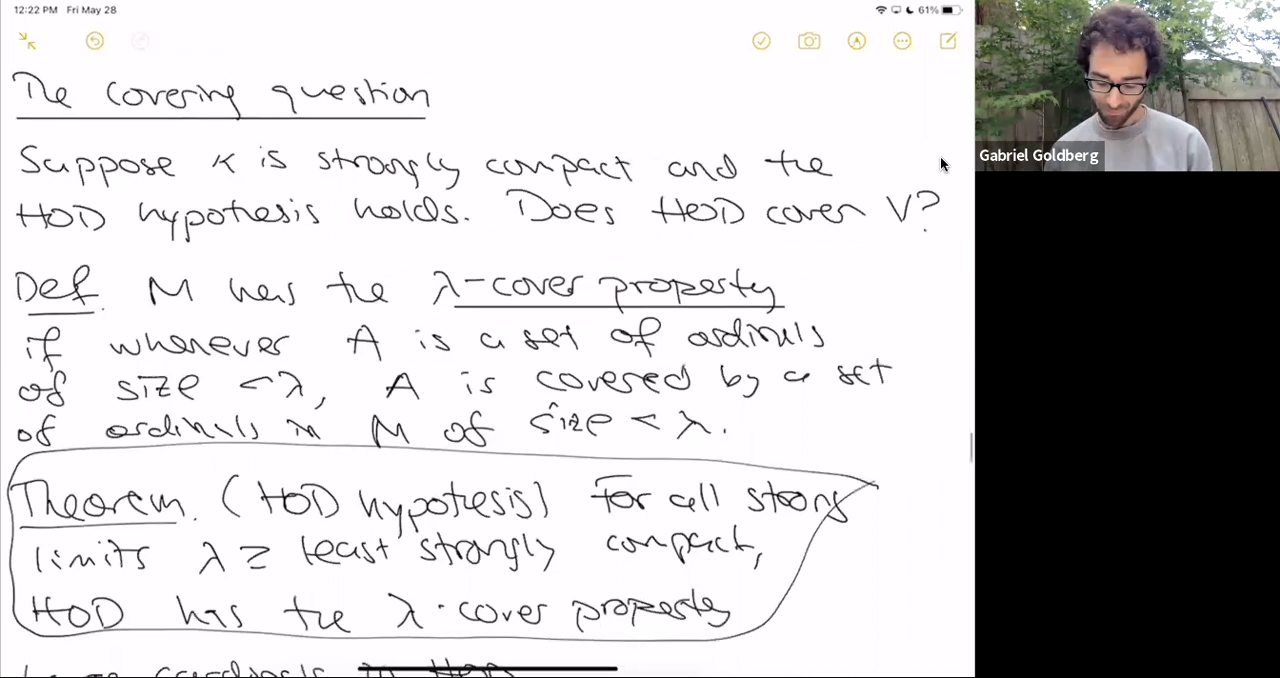 12:22 PM Fri May 28
61%
The covering question
Suppose κ is strongly compact and the
HOD hypothesis holds. Does HOD cover V?
Def. M has the λ-cover property
if whenever A is a set of ordinals
of size <λ, A is covered by a set
of ordinals in M of size < λ.
Theorem. (HOD hypotesis) For all strong
limits λ ≥ least strongly compact,
HOD has the λ-cover property
Gabriel Goldberg